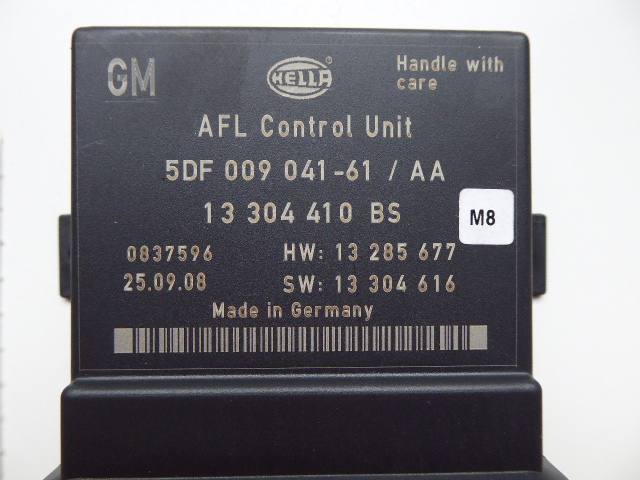 GM
HELLA ®
Handle with
care
AFL Control Unit
5DF 009 041-61 / AA
13 304 410 BS
M8
0837596 HW: 13 285 677
25.09.08 SW: 13 304 616
Made in Germany